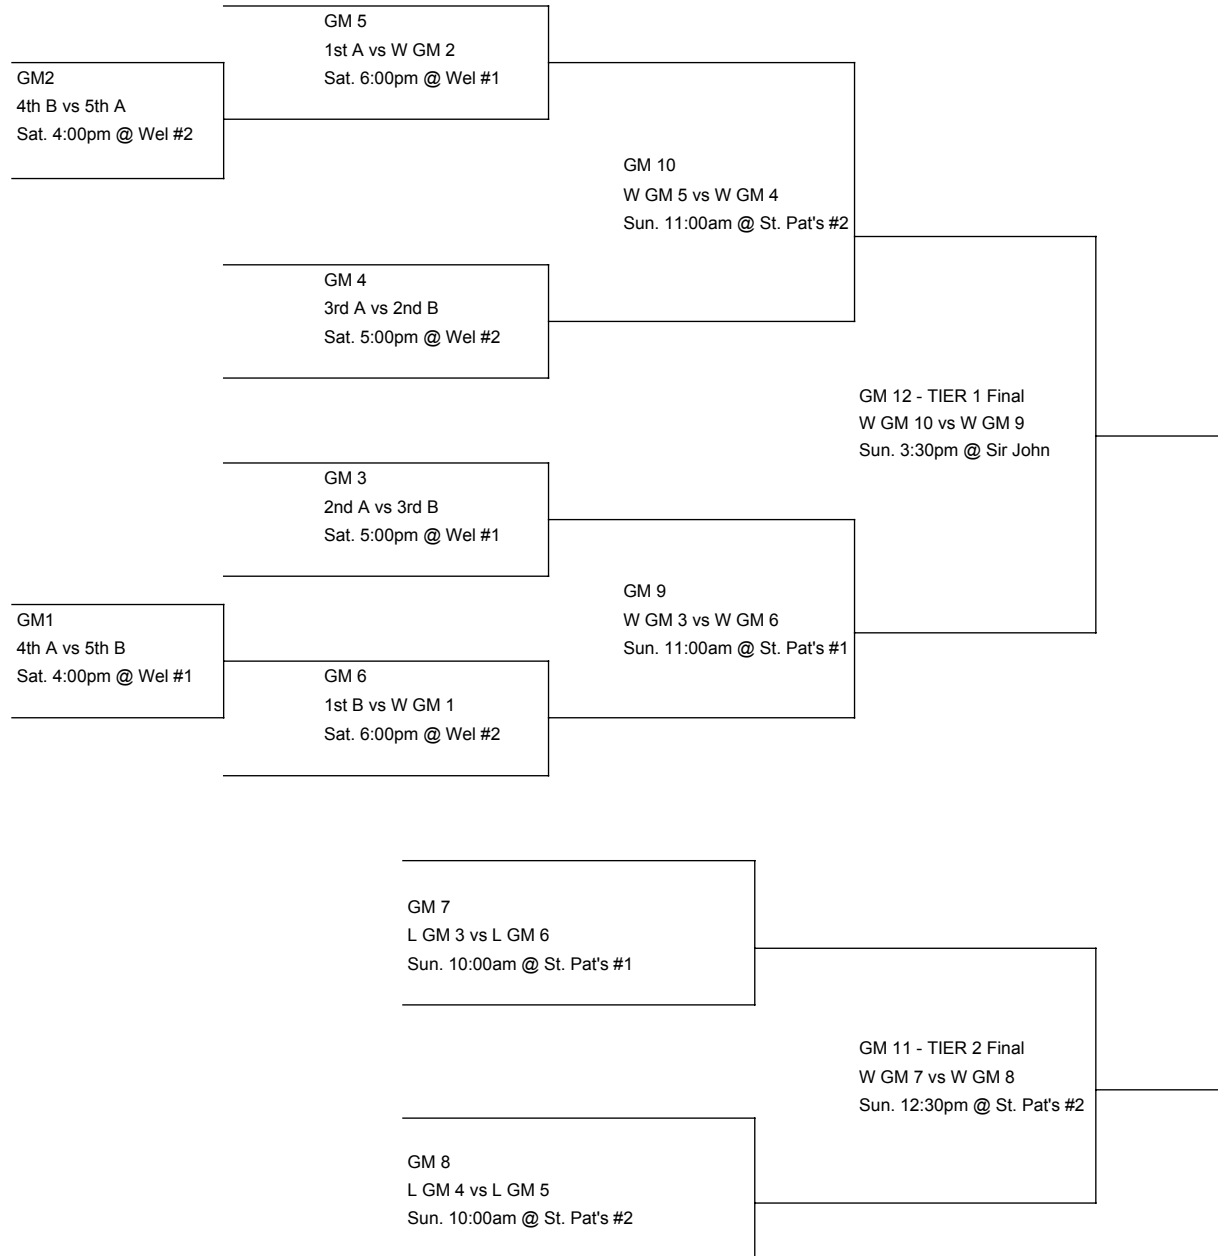 GM 5
1st A vs W GM 2
Sat. 6:00pm @ Wel #1
GM2
4th B vs 5th A
Sat. 4:00pm @ Wel #2
GM 10
W GM 5 vs W GM 4
Sun. 11:00am @ St. Pat's #2
GM 4
3rd A vs 2nd B
Sat. 5:00pm @ Wel #2
GM 12 - TIER 1 Final
W GM 10 vs W GM 9
Sun. 3:30pm @ Sir John
GM 3
2nd A vs 3rd B
Sat. 5:00pm @ Wel #1
GM 9
W GM 3 vs W GM 6
Sun. 11:00am @ St. Pat's #1
GM1
4th A vs 5th B
Sat. 4:00pm @ Wel #1
GM 6
1st B vs W GM 1
Sat. 6:00pm @ Wel #2
GM 7
L GM 3 vs L GM 6
Sun. 10:00am @ St. Pat's #1
GM 11 - TIER 2 Final
W GM 7 vs W GM 8
Sun. 12:30pm @ St. Pat's #2
GM 8
L GM 4 vs L GM 5
Sun. 10:00am @ St. Pat's #2